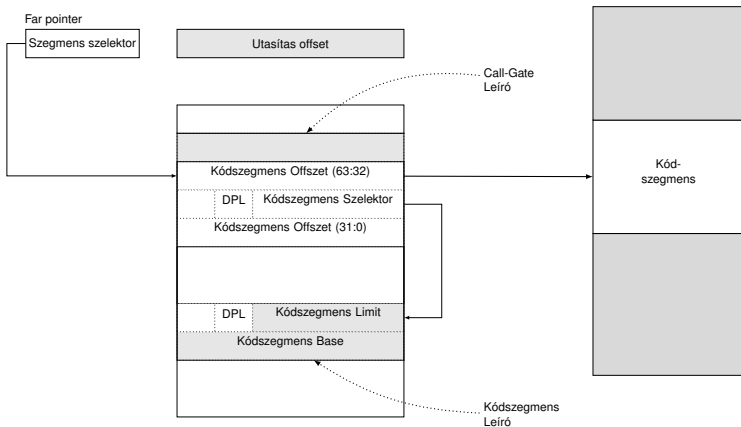 Far pointer
Szegmens szelektor
Utasítás offset
Call-Gate
Leíró
Kódszegmens Offszet (63:32)
DPL
Kódszegmens Szelektor
Kódszegmens Offszet (31:0)
Kód-
szegmens
DPL
Kódszegmens Limit
Kódszegmens Base
Kódszegmens
Leíró